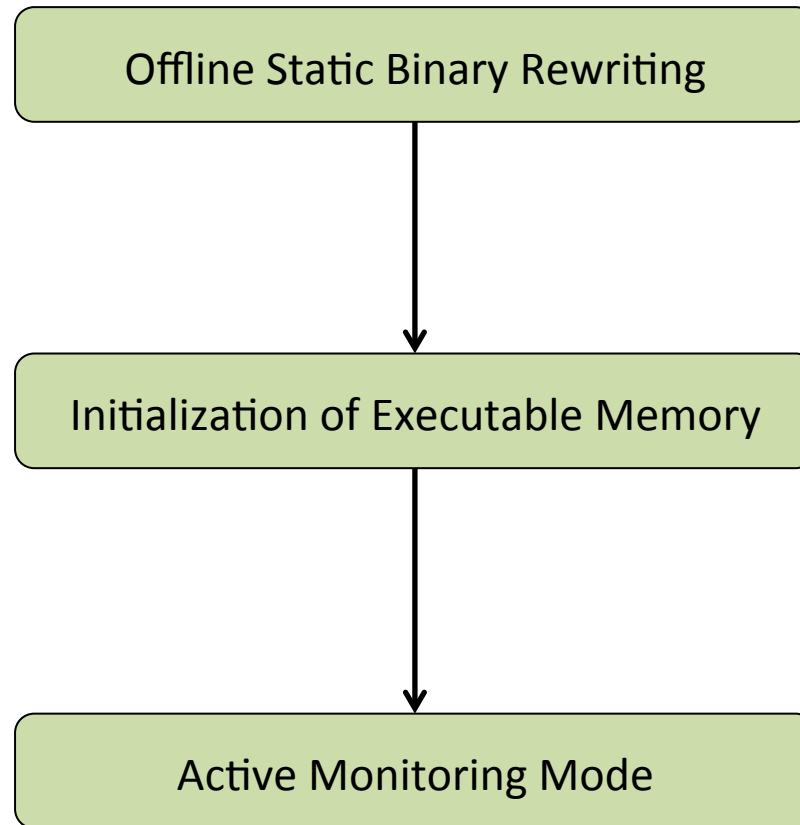 Offline Static Binary Rewriting
Initialization of Executable Memory
Active Monitoring Mode